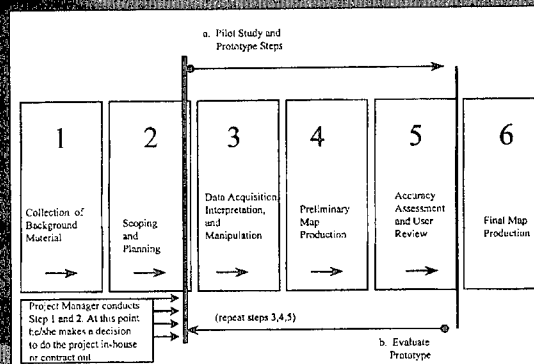 a. Pilot Study and
Prototype Steps
1
Collection of
Background
Material
2
Scoping
and
Planning
3
Data Acquisition,
Interpretation,
and
Manipulation
4
Preliminary
Map
Production
5
Accuracy
Assessment
and User
Review
6
Final Map
Production
Project Manager conducts
Step 1 and 2. At this point
he/she makes a decision
to do the project in-house
or contract out
(repeat steps 3,4,5)
b. Evaluate
Prototype